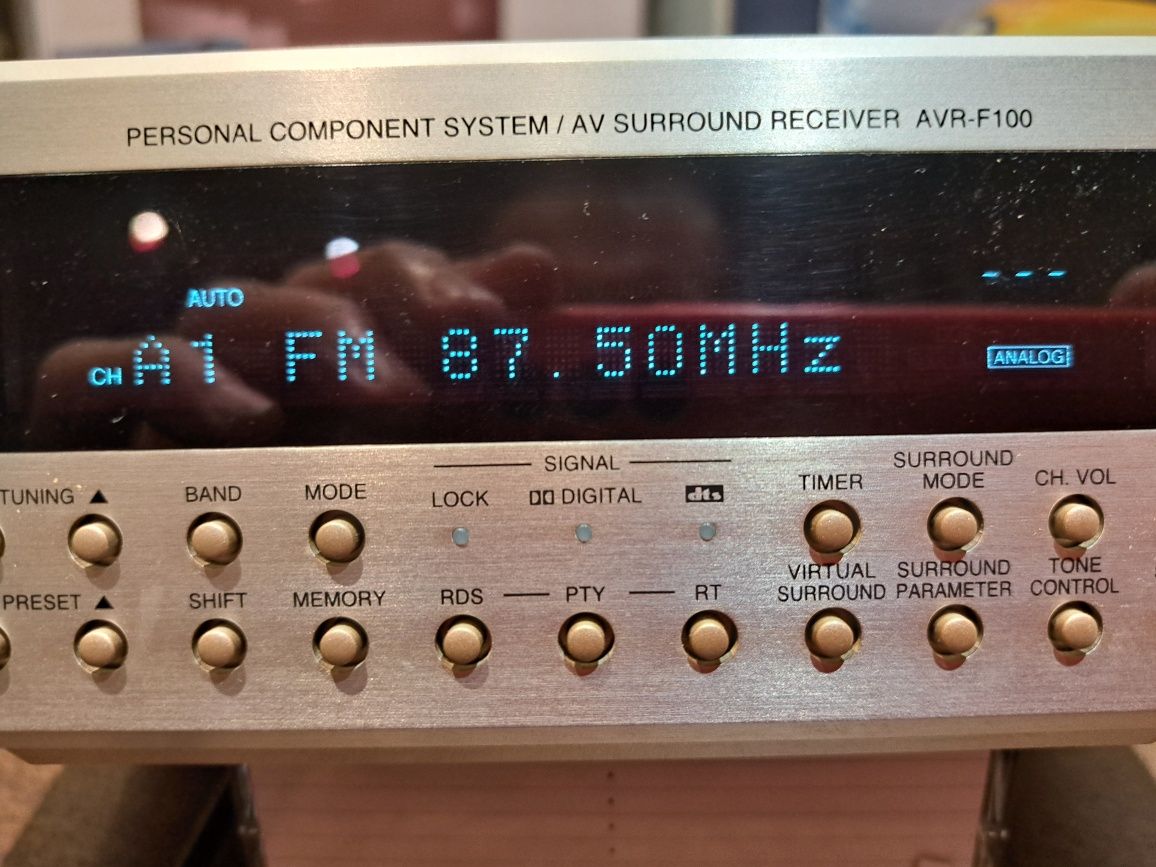 PERSONAL COMPONENT SYSTEM / AV SURROUND RECEIVER AVR-F100
AUTO
---
CH A1 FM 87.50MHz
ANALOG
SIGNAL
TUNING ▲
BAND
MODE
LOCK
DIGITAL
dts
TIMER
SURROUND
MODE
CH. VOL
PRESET ▲
SHIFT
MEMORY
RDS
PTY
RT
VIRTUAL
SURROUND
SURROUND
PARAMETER
TONE
CONTROL